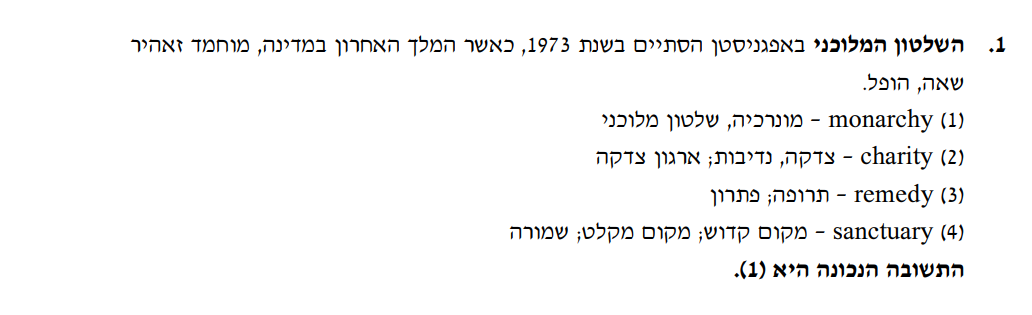 1. השלטון המלוכני באפגניסטן הסתיים בשנת 1973, כאשר המלך האחרון במדינה, מוחמד זאהיר
שאה, הופל.
(1) monarchy – מונרכיה, שלטון מלוכני
(2) charity – צדקה, נדיבות; ארגון צדקה
(3) remedy – תרופה; פתרון
(4) sanctuary – מקום קדוש; מקום מקלט; שמורה
התשובה הנכונה היא (1).